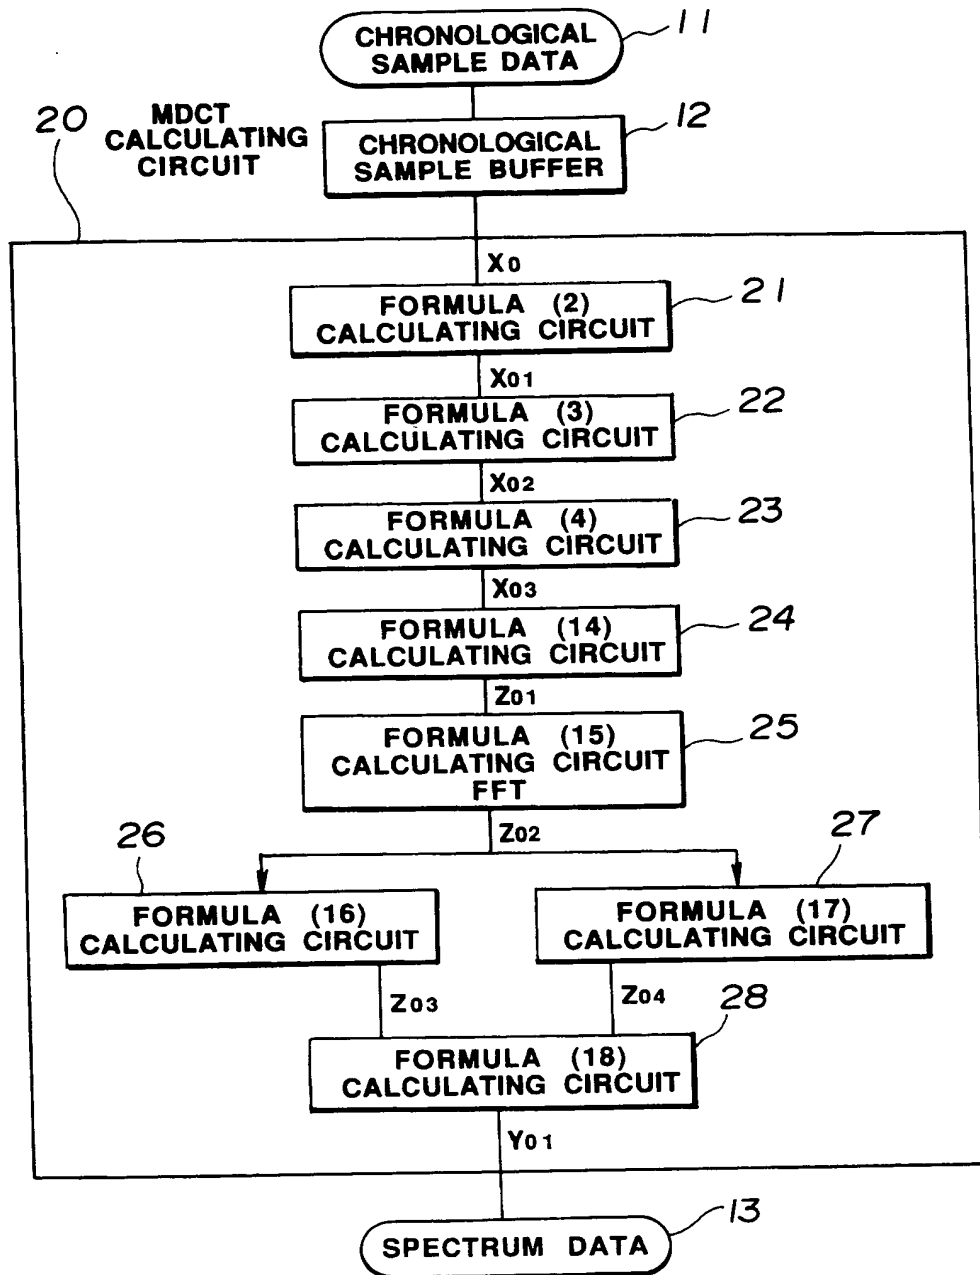 CHRONOLOGICAL
SAMPLE DATA
11
20
MDCT
CALCULATING
CIRCUIT
CHRONOLOGICAL
SAMPLE BUFFER
12
X0
FORMULA (2)
CALCULATING CIRCUIT
21
X01
FORMULA (3)
CALCULATING CIRCUIT
22
X02
FORMULA (4)
CALCULATING CIRCUIT
23
X03
FORMULA (14)
CALCULATING CIRCUIT
24
Z01
FORMULA (15)
CALCULATING CIRCUIT
FFT
25
Z02
26
FORMULA (16)
CALCULATING CIRCUIT
27
FORMULA (17)
CALCULATING CIRCUIT
Z03
Z04
28
FORMULA (18)
CALCULATING CIRCUIT
Y01
13
SPECTRUM DATA